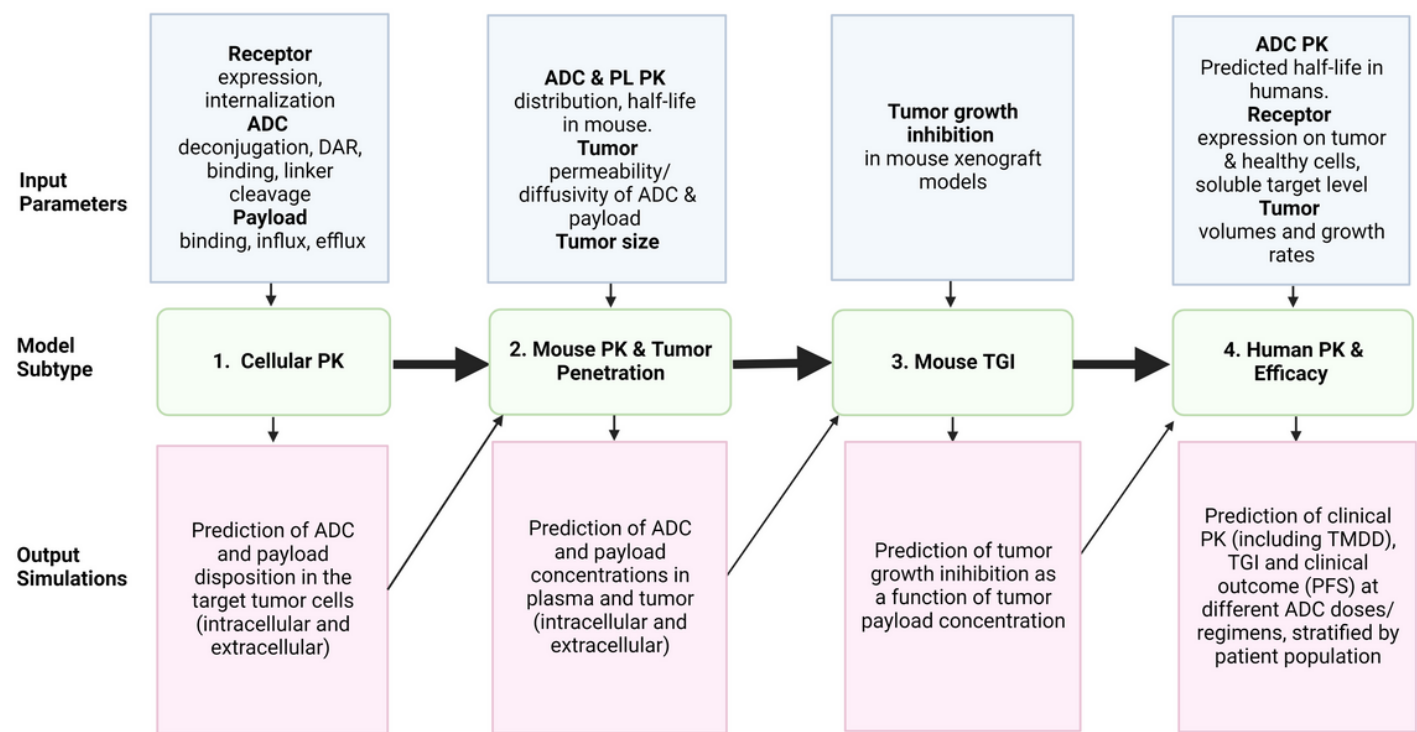 Input
Parameters
Receptor
expression,
internalization
ADC
deconjugation, DAR,
binding, linker
cleavage
Payload
binding, influx, efflux
ADC & PL PK
distribution, half-life
in mouse.
Tumor
permeability/
diffusivity of ADC &
payload
Tumor size
Tumor growth
inhibition
in mouse xenograft
models
ADC PK
Predicted half-life in
humans.
Receptor
expression on tumor
& healthy cells,
soluble target level
Tumor
volumes and growth
rates
Model
Subtype
1. Cellular PK
2. Mouse PK & Tumor
Penetration
3. Mouse TGI
4. Human PK &
Efficacy
Output
Simulations
Prediction of ADC
and payload
disposition in the
target tumor cells
(intracellular and
extracellular)
Prediction of ADC
and payload
concentrations in
plasma and tumor
(intracellular and
extracellular)
Prediction of tumor
growth inihibition as
a function of tumor
payload concentration
Prediction of clinical
PK (including TMDD),
TGI and clinical
outcome (PFS) at
different ADC doses/
regimens, stratified by
patient population